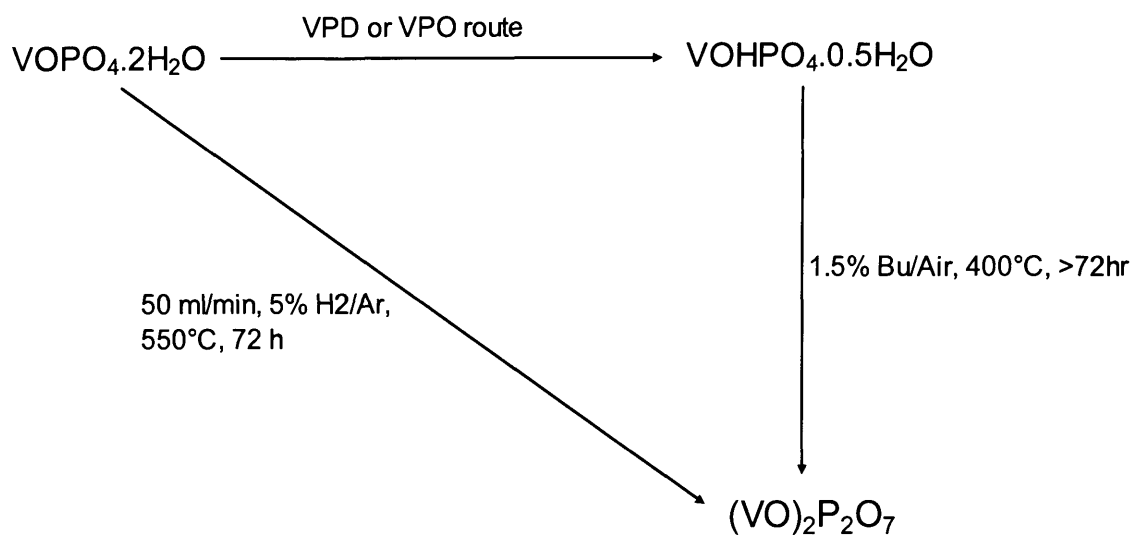 VPD or VPO route
VOPO₄.2H₂O
VOHPO₄.0.5H₂O
1.5% Bu/Air, 400°C, >72hr
50 ml/min, 5% H2/Ar,
550°C, 72 h
(VO)₂P₂O₇